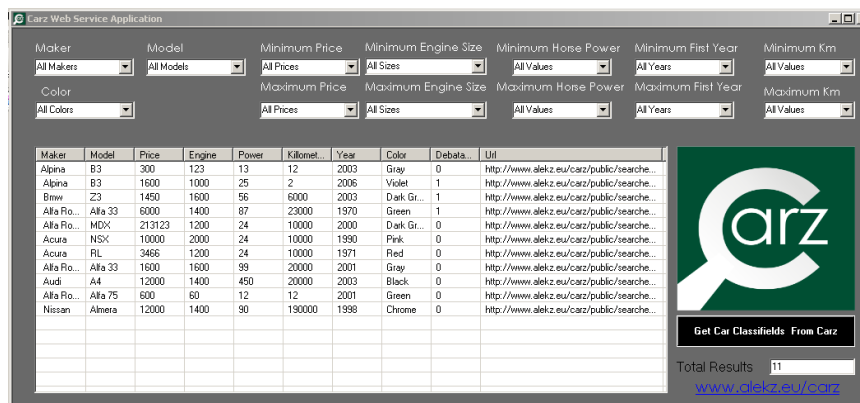 Carz Web Service Application
Maker Model Minimum Price Minimum Engine Size Minimum Horse Power Minimum First Year Minimum Km
All Makers All Models All Prices All Sizes All Values All Years All Values
Color Maximum Price Maximum Engine Size Maximum Horse Power Maximum First Year Maximum Km
All Colors All Prices All Sizes All Values All Years All Values
Maker Model Price Engine Power Killomet... Year Color Debata... Url
Alpina B3 300 123 13 12 2003 Gray 0 http://www.alekz.eu/carz/public/searche...
Alpina B3 1600 1000 25 2 2006 Violet 1 http://www.alekz.eu/carz/public/searche...
Bmw Z3 1450 1600 56 6000 2003 Dark Gr... 1 http://www.alekz.eu/carz/public/searche...
Alfa Ro... Alfa 33 6000 1400 87 23000 1970 Green 1 http://www.alekz.eu/carz/public/searche...
Alfa Ro... MDX 213123 1200 24 10000 2000 Dark Gr... 0 http://www.alekz.eu/carz/public/searche...
Acura NSX 10000 2000 24 10000 1990 Pink 0 http://www.alekz.eu/carz/public/searche...
Acura RL 3466 1200 24 10000 1971 Red 0 http://www.alekz.eu/carz/public/searche...
Alfa Ro... Alfa 33 1600 1600 99 20000 2001 Gray 0 http://www.alekz.eu/carz/public/searche...
Audi A4 12000 1400 450 20000 2003 Black 0 http://www.alekz.eu/carz/public/searche...
Alfa Ro... Alfa 75 600 60 12 12 2001 Green 0 http://www.alekz.eu/carz/public/searche...
Nissan Almera 12000 1400 90 190000 1998 Chrome 0 http://www.alekz.eu/carz/public/searche...
Carz
Get Car Classifields From Carz
Total Results 11
www.alekz.eu/carz